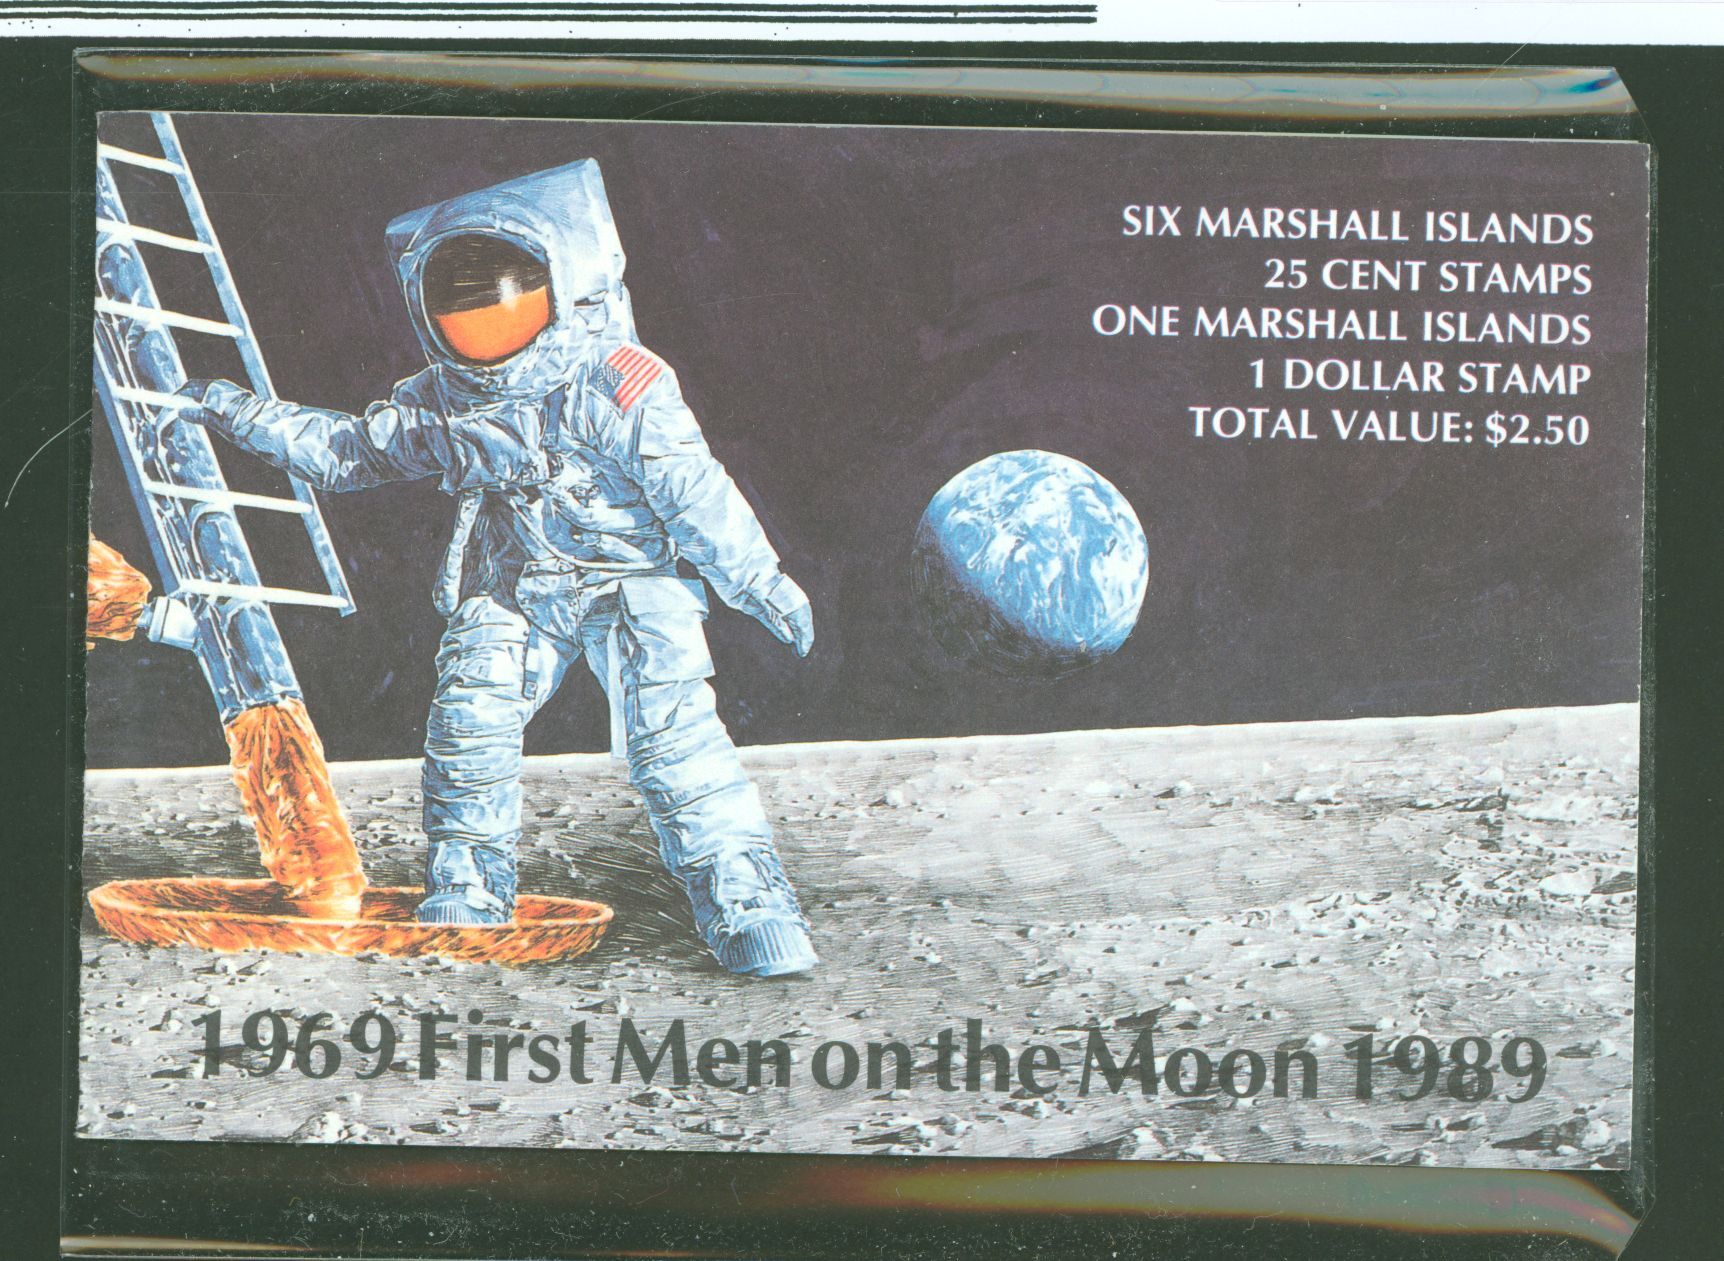 SIX MARSHALL ISLANDS
25 CENT STAMPS
ONE MARSHALL ISLANDS
1 DOLLAR STAMP
TOTAL VALUE: $2.50
1969 First Men on the Moon 1989